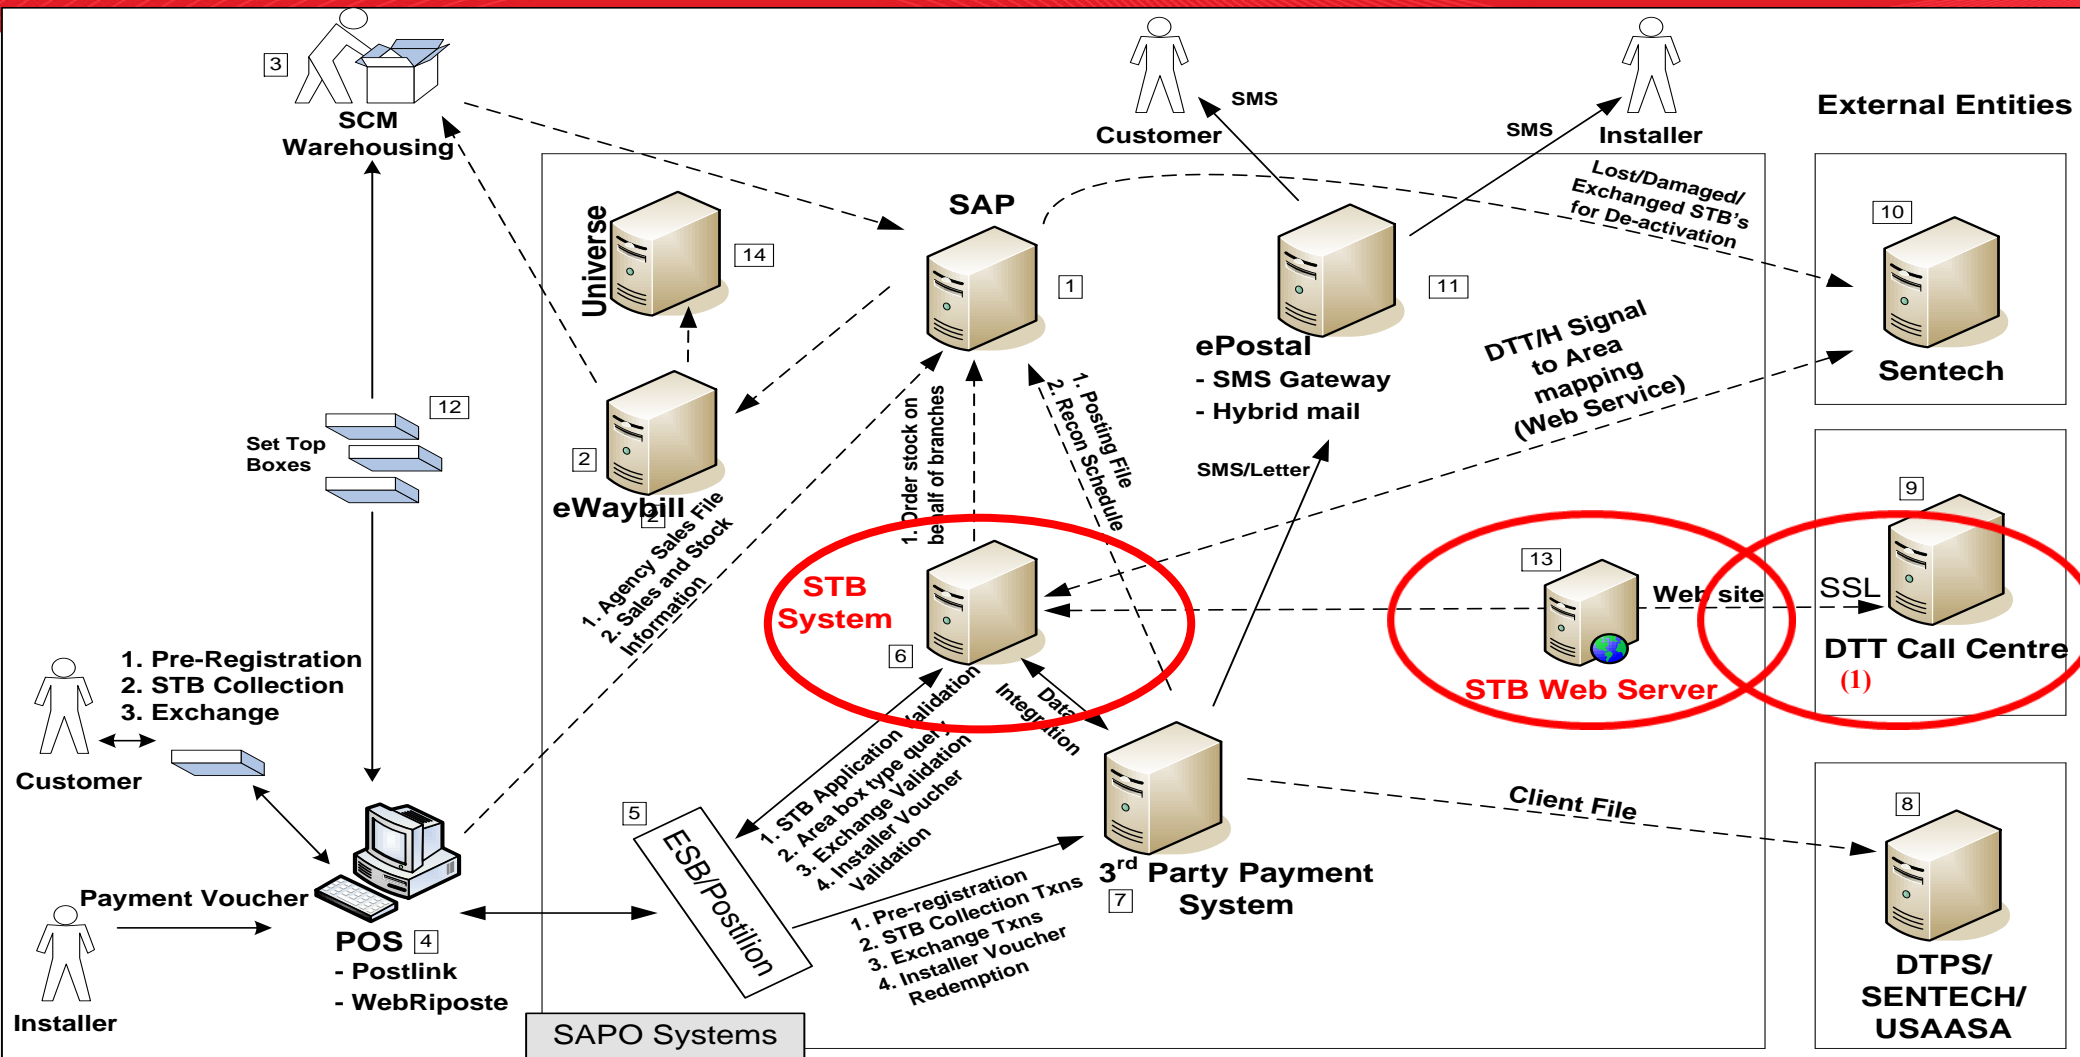 3
SCM
Warehousing
Customer
SMS
SMS
Installer
External Entities
SAPO Systems
Universe
14
SAP
1
ePostal
- SMS Gateway
- Hybrid mail
11
Lost/Damaged/
Exchanged STB's
for De-activation
10
Sentech
DTT/H Signal
to Area
mapping
(Web Service)
12
Set Top
Boxes
2
eWaybill
2
1. Agency Sales File
2. Sales and Stock
Information
1. Order stock on
behalf of branches
1. Posting File
2. Recon Schedule
SMS/Letter
STB
System
6
13
Web site
STB Web Server
SSL
9
DTT Call Centre
(1)
1. Pre-Registration
2. STB Collection
3. Exchange
Customer
Data
Integration
1. STB Application Validation
2. Area box type query
3. Exchange Validation
4. Installer Voucher
Validation
5
ESB/Postilion
1. Pre-registration
2. STB Collection Txns
3. Exchange Txns
4. Installer Voucher
Redemption
3rd Party Payment
System
7
Client File
8
DTPS/
SENTECH/
USAASA
Payment Voucher
Installer
POS 4
- Postlink
- WebRiposte